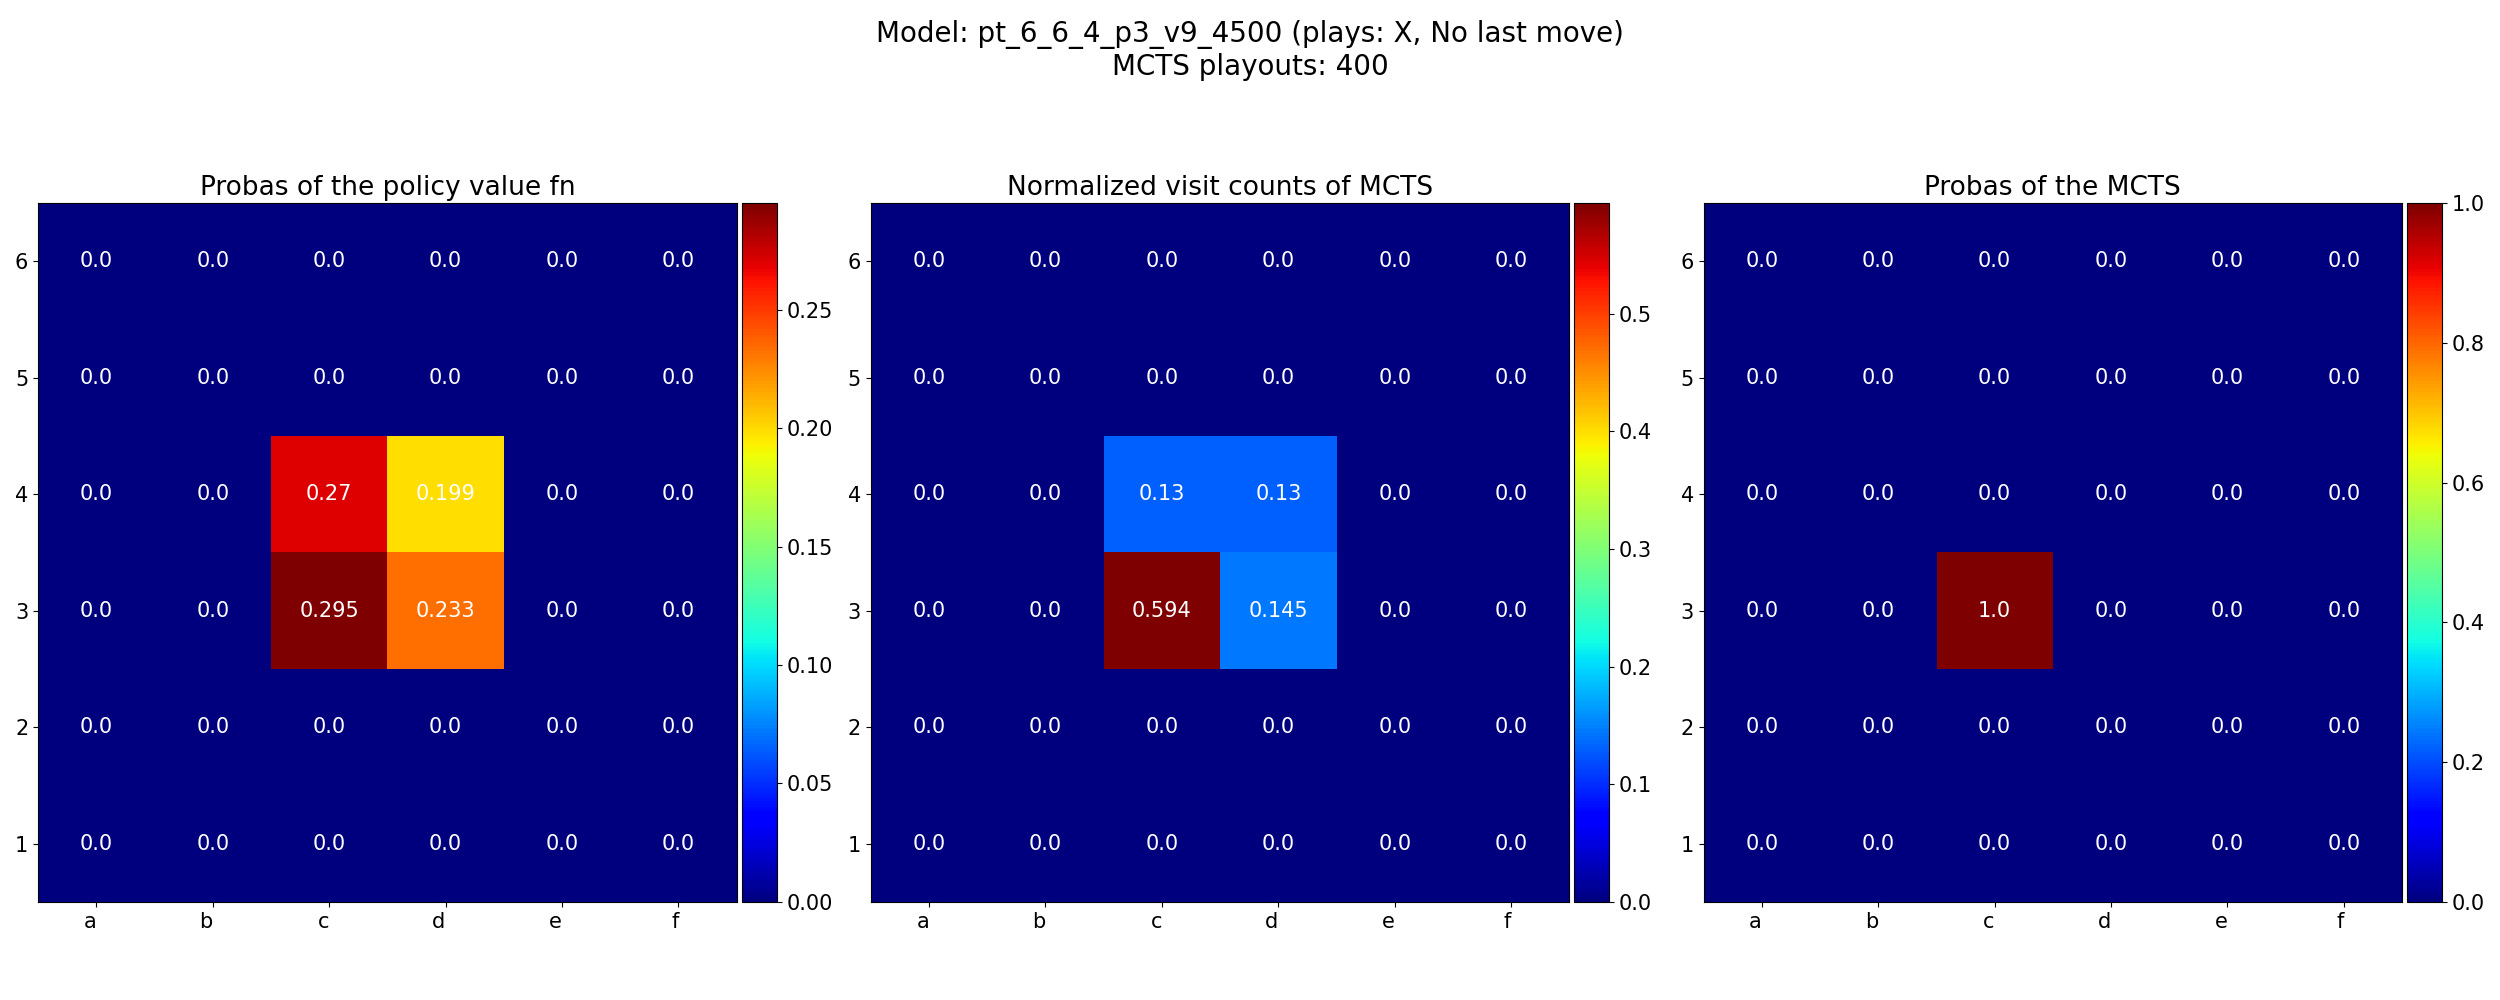 Model: pt_6_6_4_p3_v9_4500 (plays: X, No last move)
MCTS playouts: 400
Probas of the policy value fn
6 0.0 0.0 0.0 0.0 0.0 0.0
5 0.0 0.0 0.0 0.0 0.0 0.0
4 0.0 0.0 0.27 0.199 0.0 0.0
3 0.0 0.0 0.295 0.233 0.0 0.0
2 0.0 0.0 0.0 0.0 0.0 0.0
1 0.0 0.0 0.0 0.0 0.0 0.0
a b c d e f
0.25
0.20
0.15
0.10
0.05
0.00
Normalized visit counts of MCTS
6 0.0 0.0 0.0 0.0 0.0 0.0
5 0.0 0.0 0.0 0.0 0.0 0.0
4 0.0 0.0 0.13 0.13 0.0 0.0
3 0.0 0.0 0.594 0.145 0.0 0.0
2 0.0 0.0 0.0 0.0 0.0 0.0
1 0.0 0.0 0.0 0.0 0.0 0.0
a b c d e f
0.5
0.4
0.3
0.2
0.1
0.0
Probas of the MCTS
6 0.0 0.0 0.0 0.0 0.0 0.0
5 0.0 0.0 0.0 0.0 0.0 0.0
4 0.0 0.0 0.0 0.0 0.0 0.0
3 0.0 0.0 1.0 0.0 0.0 0.0
2 0.0 0.0 0.0 0.0 0.0 0.0
1 0.0 0.0 0.0 0.0 0.0 0.0
a b c d e f
1.0
0.8
0.6
0.4
0.2
0.0